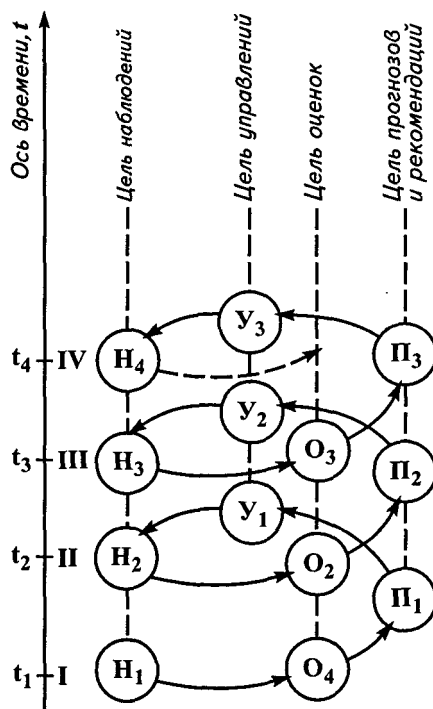 Ось времени, t
Цель наблюдений
Цель управлений
Цель оценок
Цель прогнозов
и рекомендаций
У₃
t₄ IV Н₄ П₃
У₂
t₃ III Н₃ О₃ П₂
У₁
t₂ II Н₂ О₂ П₁
t₁ I Н₁ О₄